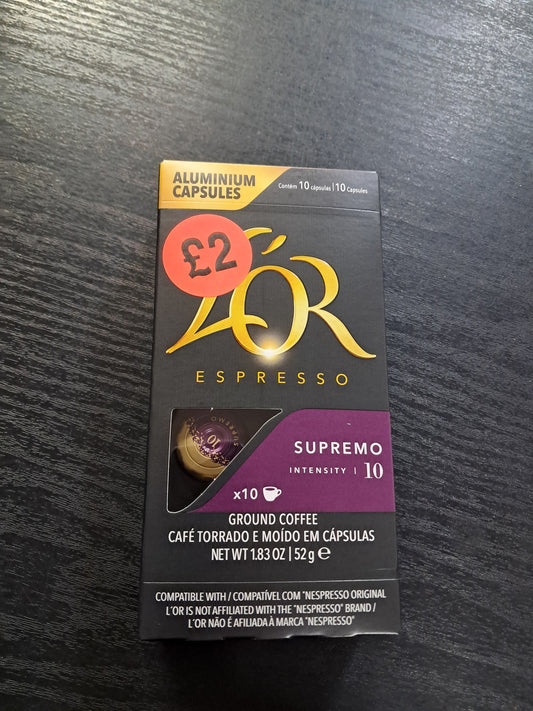 ALUMINIUM
CAPSULES
Contém 10 cápsulas | 10 Capsules
£2
L'OR
ESPRESSO
SUPREMO
INTENSITY | 10
10
x10
GROUND COFFEE
CAFÉ TORRADO E MOÍDO EM CÁPSULAS
NET WT 1.83 OZ | 52 g ℮
COMPATIBLE WITH / COMPATÍVEL COM *NESPRESSO ORIGINAL
L'OR IS NOT AFFILIATED WITH THE *NESPRESSO® BRAND /
L'OR NÃO É AFILIADA À MARCA *NESPRESSO®